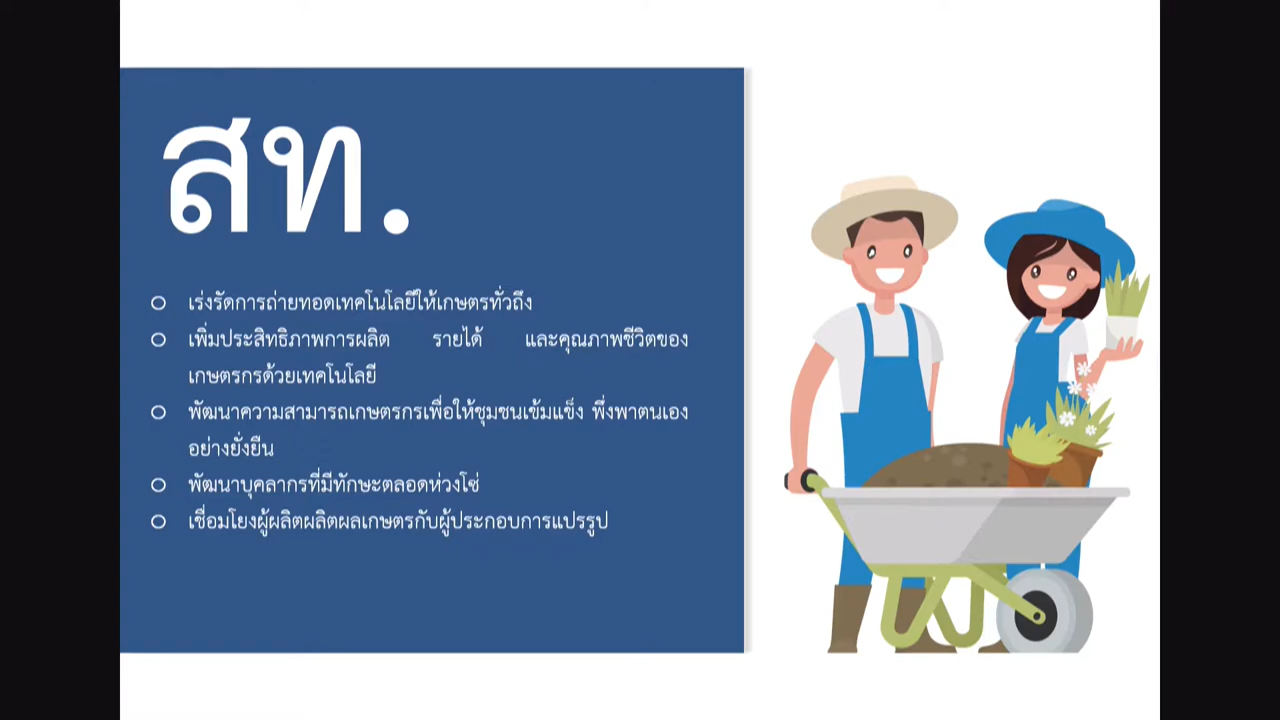 สท.
เร่งรัดการถ่ายทอดเทคโนโลยีให้เกษตรทั่วถึง
เพิ่มประสิทธิภาพการผลิต รายได้ และคุณภาพชีวิตของ
เกษตรกรด้วยเทคโนโลยี
พัฒนาความสามารถเกษตรกรเพื่อให้ชุมชนเข้มแข็ง พึ่งพาตนเอง
อย่างยั่งยืน
พัฒนาบุคลากรที่มีทักษะตลอดห่วงโซ่
เชื่อมโยงผู้ผลิตผลิตผลเกษตรกับผู้ประกอบการแปรรูป